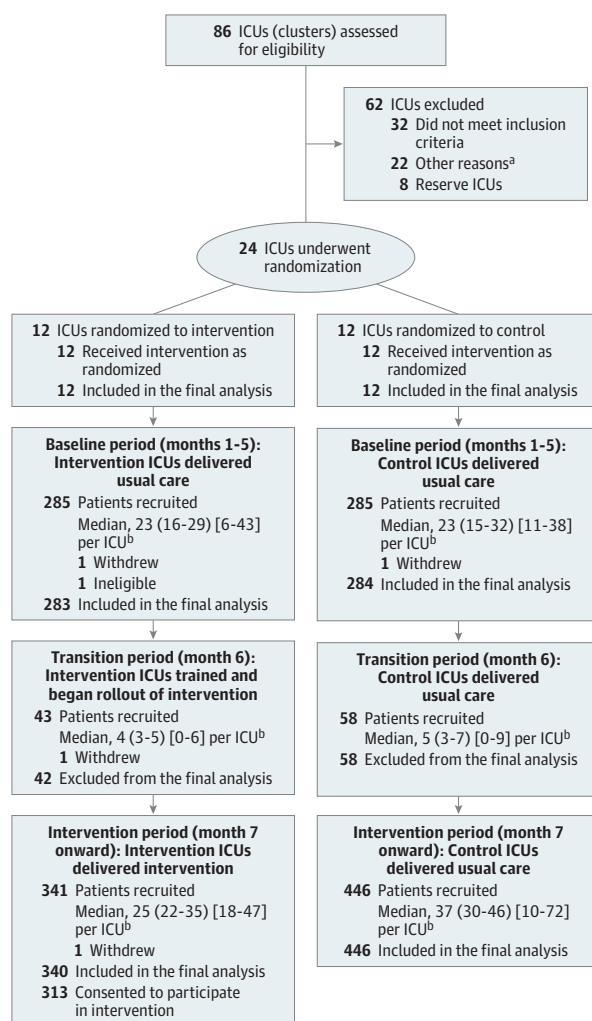 86 ICUs (clusters) assessed
for eligibility
62 ICUs excluded
32 Did not meet inclusion
criteria
22 Other reasonsᵃ
8 Reserve ICUs
24 ICUs underwent
randomization
12 ICUs randomized to intervention
12 Received intervention as
randomized
12 Included in the final analysis
12 ICUs randomized to control
12 Received intervention as
randomized
12 Included in the final analysis
Baseline period (months 1-5):
Intervention ICUs delivered
usual care
285 Patients recruited
Median, 23 (16-29) [6-43]
per ICUᵇ
1 Withdrew
1 Ineligible
283 Included in the final analysis
Baseline period (months 1-5):
Control ICUs delivered
usual care
285 Patients recruited
Median, 23 (15-32) [11-38]
per ICUᵇ
1 Withdrew
284 Included in the final analysis
Transition period (month 6):
Intervention ICUs trained and
began rollout of intervention
43 Patients recruited
Median, 4 (3-5) [0-6] per ICUᵇ
1 Withdrew
42 Excluded from the final analysis
Transition period (month 6):
Control ICUs delivered
usual care
58 Patients recruited
Median, 5 (3-7) [0-9] per ICUᵇ
58 Excluded from the final analysis
Intervention period (month 7
onward): Intervention ICUs
delivered intervention
341 Patients recruited
Median, 25 (22-35) [18-47]
per ICUᵇ
1 Withdrew
340 Included in the final analysis
313 Consented to participate
in intervention
Intervention period (month 7
onward): Control ICUs
delivered usual care
446 Patients recruited
Median, 37 (30-46) [10-72]
per ICUᵇ
446 Included in the final analysis